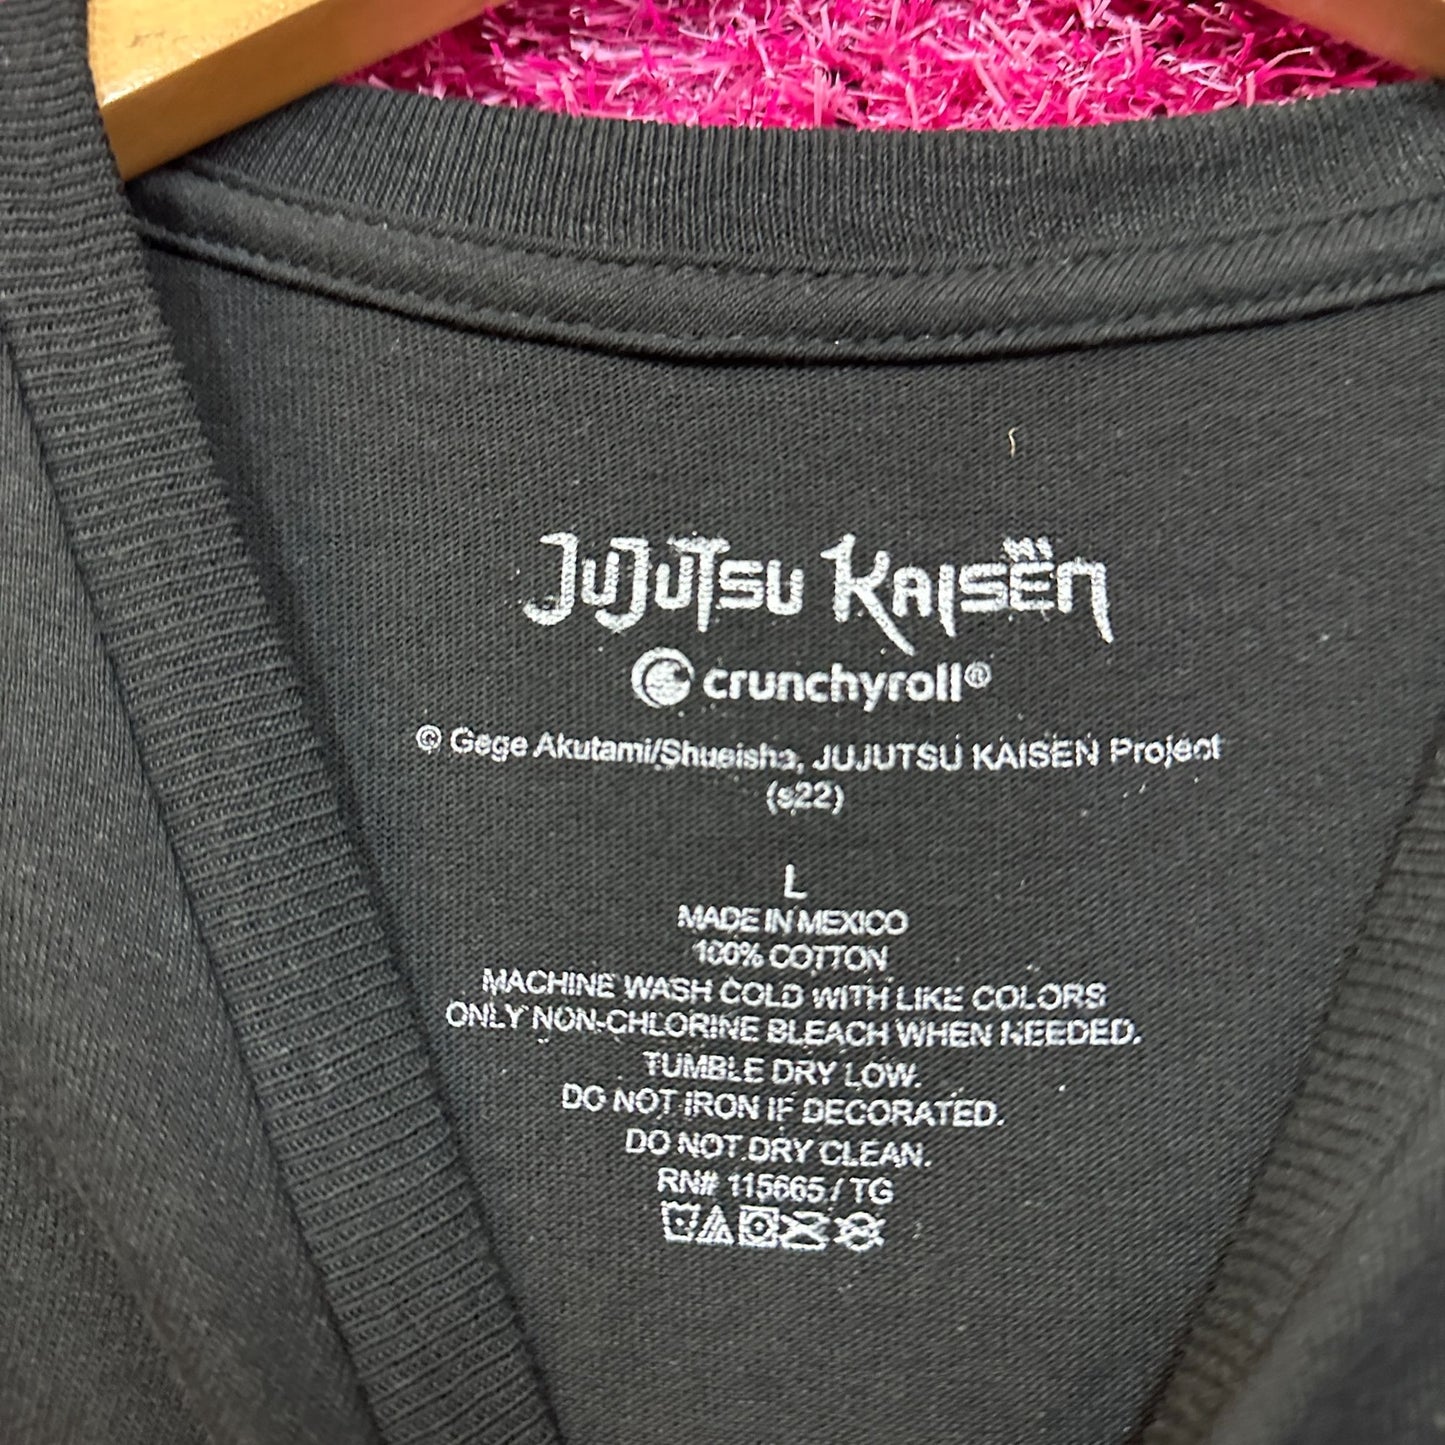 JUJUTSU KAISEN
crunchyroll®
© Gege Akutami/Shueisha, JUJUTSU KAISEN Project
(s22)
L
MADE IN MEXICO
100% COTTON
MACHINE WASH COLD WITH LIKE COLORS
ONLY NON-CHLORINE BLEACH WHEN NEEDED.
TUMBLE DRY LOW.
DO NOT IRON IF DECORATED.
DO NOT DRY CLEAN.
RN# 115665 / TG